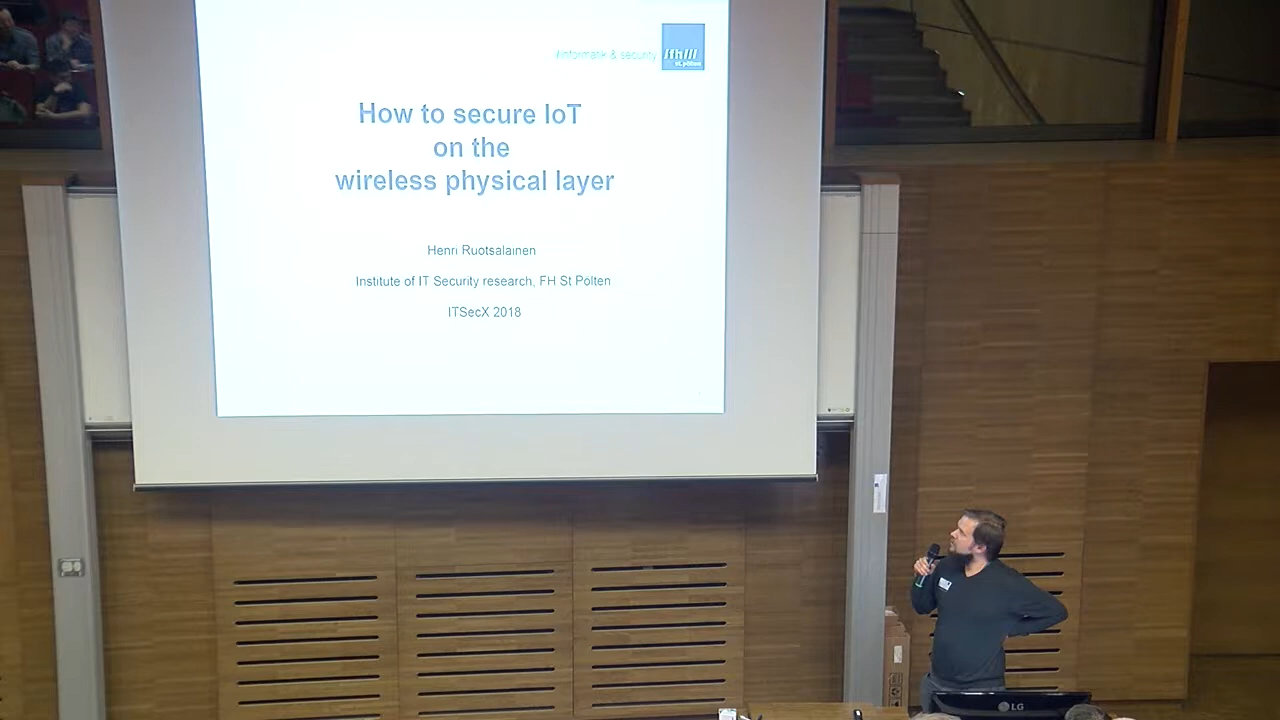 /informatik & security
/fh///
st.pölten
How to secure IoT
on the
wireless physical layer
Henri Ruotsalainen
Institute of IT Security research, FH St Pölten
ITSecX 2018
LG